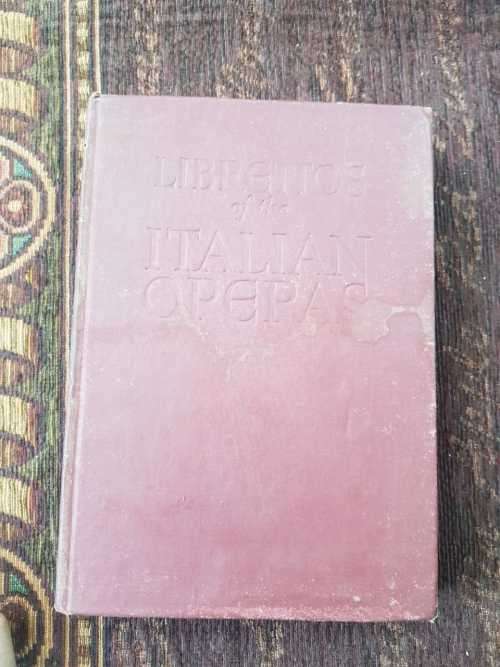 LIBRETTOS
of the
ITALIAN
OPERAS